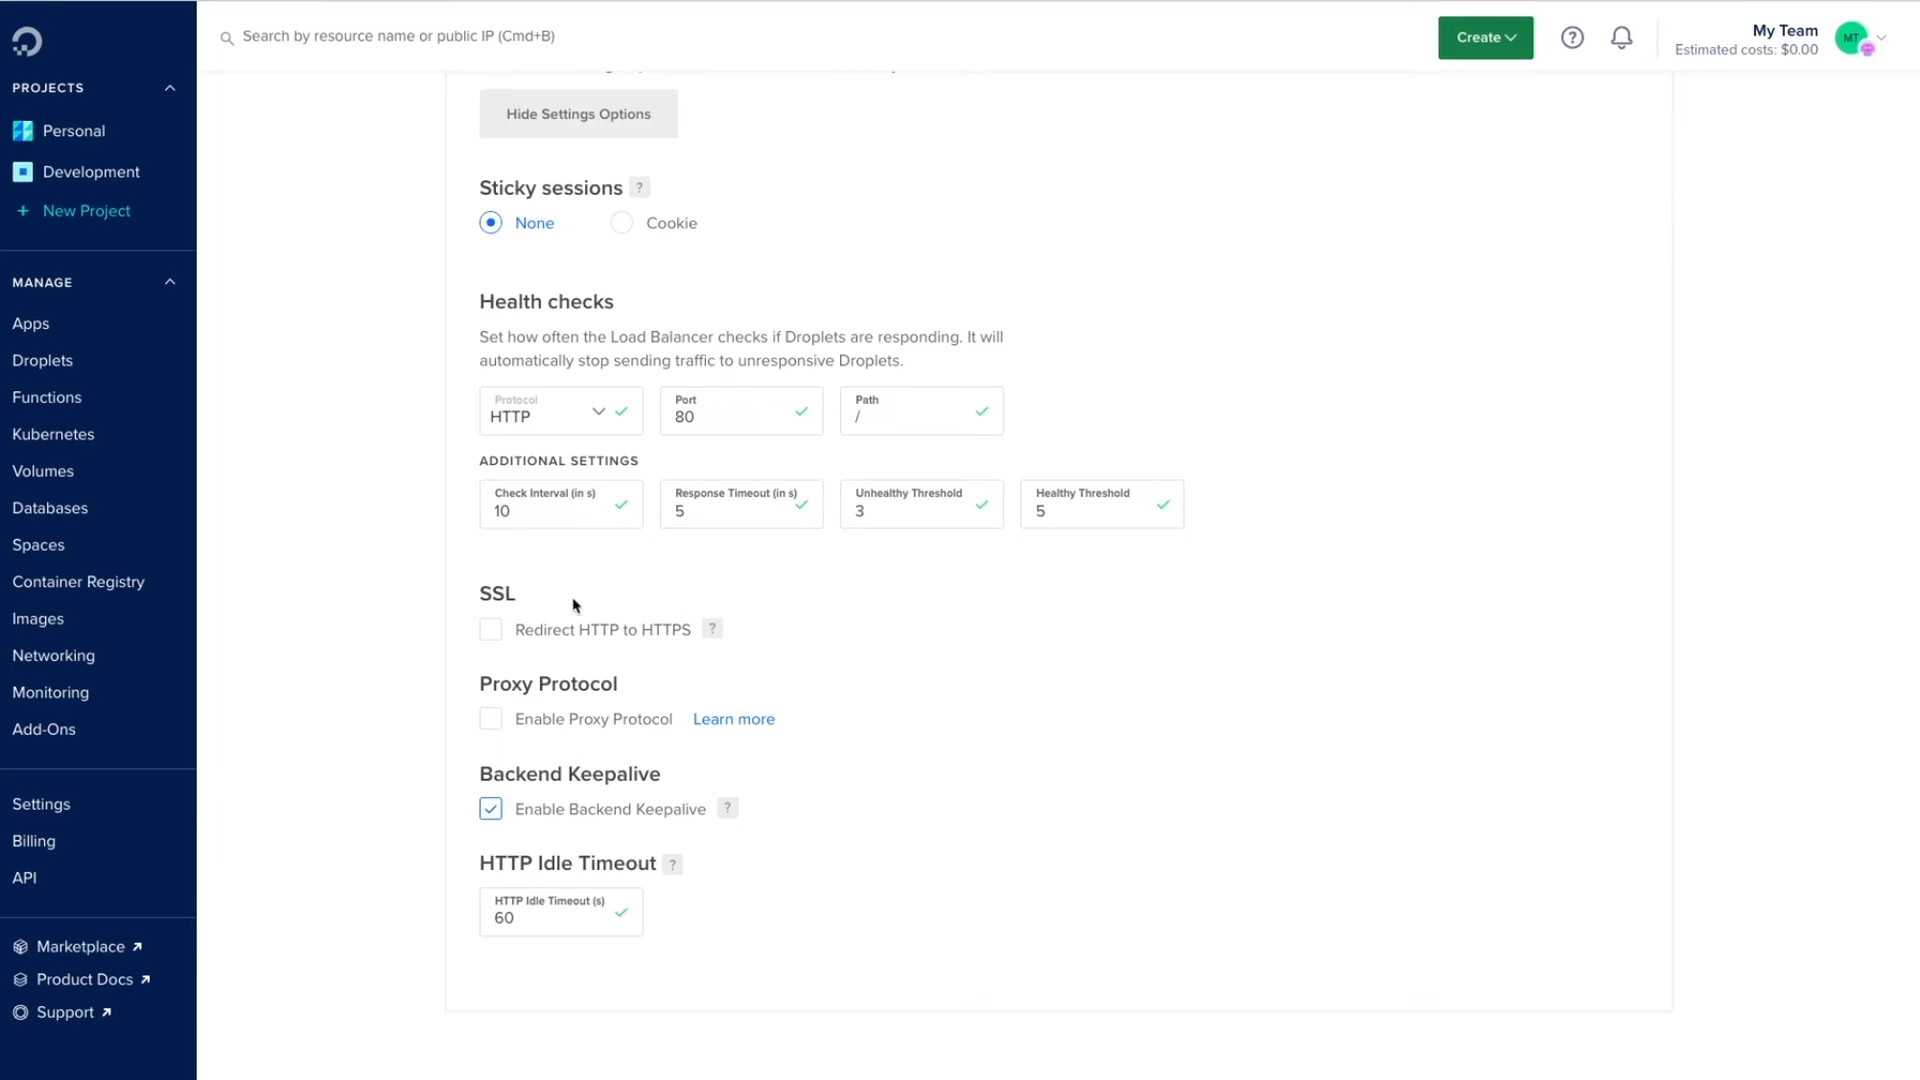 Search by resource name or public IP (Cmd+B)
Create
My Team
Estimated costs: $0.00
MT
PROJECTS
Personal
Development
+ New Project
MANAGE
Apps
Droplets
Functions
Kubernetes
Volumes
Databases
Spaces
Container Registry
Images
Networking
Monitoring
Add-Ons
Settings
Billing
API
Marketplace
Product Docs
Support
Hide Settings Options
Sticky sessions ?
None
Cookie
Health checks
Set how often the Load Balancer checks if Droplets are responding. It will
automatically stop sending traffic to unresponsive Droplets.
Protocol
HTTP
Port
80
Path
/
ADDITIONAL SETTINGS
Check Interval (in s)
10
Response Timeout (in s)
5
Unhealthy Threshold
3
Healthy Threshold
5
SSL
Redirect HTTP to HTTPS ?
Proxy Protocol
Enable Proxy Protocol Learn more
Backend Keepalive
Enable Backend Keepalive ?
HTTP Idle Timeout ?
HTTP Idle Timeout (s)
60